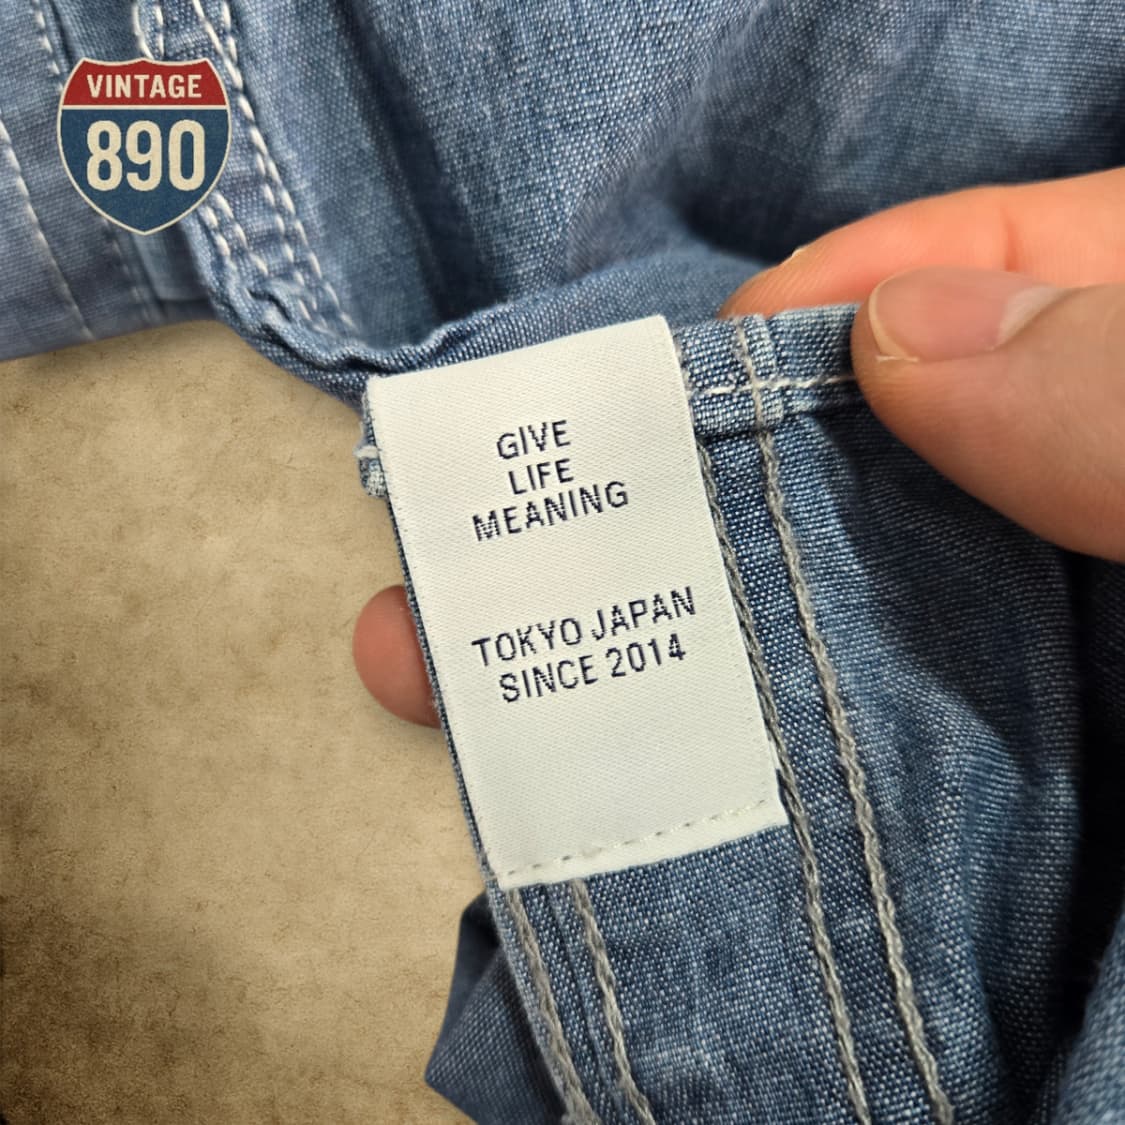 VINTAGE
890
GIVE
LIFE
MEANING
TOKYO JAPAN
SINCE 2014